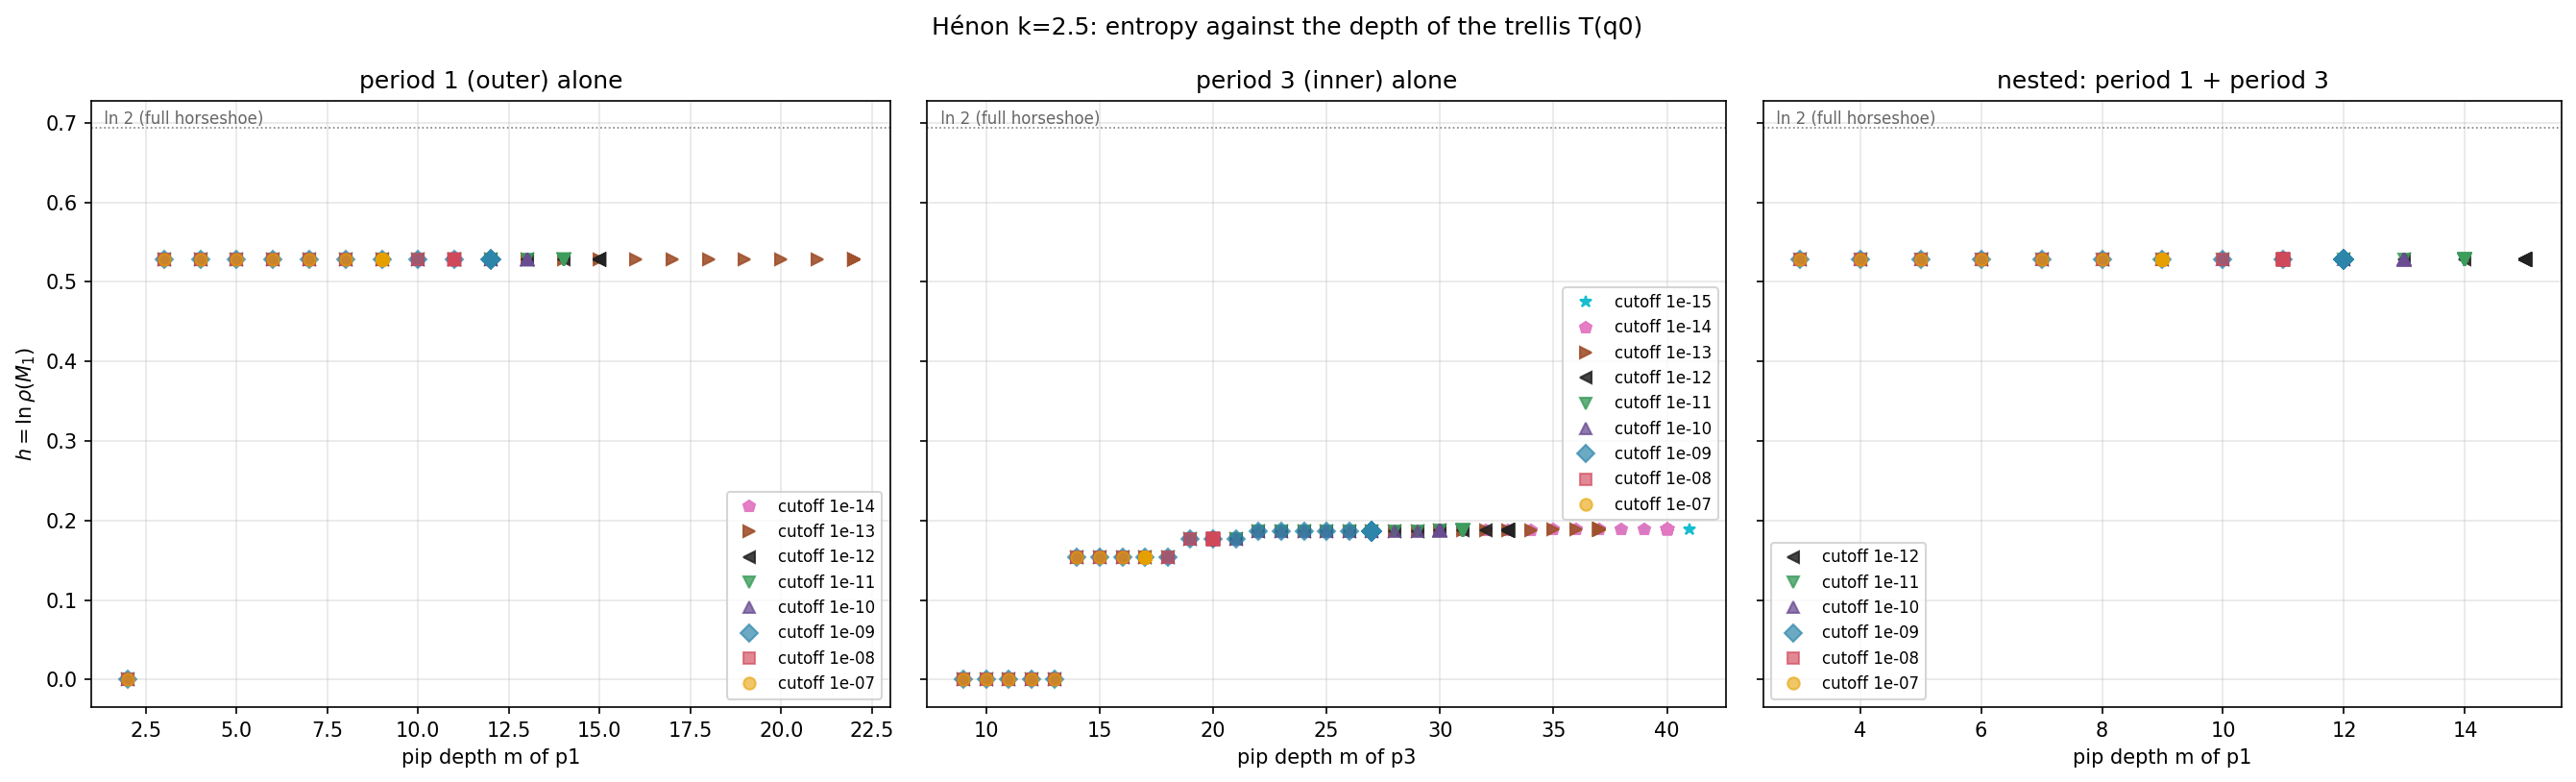 Hénon k=2.5: entropy against the depth of the trellis T(q0)
period 1 (outer) alone
h = ln ρ(M₁)
0.7
0.6
0.5
0.4
0.3
0.2
0.1
0.0
ln 2 (full horseshoe)
cutoff 1e-14
cutoff 1e-13
cutoff 1e-12
cutoff 1e-11
cutoff 1e-10
cutoff 1e-09
cutoff 1e-08
cutoff 1e-07
2.5 5.0 7.5 10.0 12.5 15.0 17.5 20.0 22.5
pip depth m of p1
period 3 (inner) alone
ln 2 (full horseshoe)
cutoff 1e-15
cutoff 1e-14
cutoff 1e-13
cutoff 1e-12
cutoff 1e-11
cutoff 1e-10
cutoff 1e-09
cutoff 1e-08
cutoff 1e-07
10 15 20 25 30 35 40
pip depth m of p3
nested: period 1 + period 3
ln 2 (full horseshoe)
cutoff 1e-12
cutoff 1e-11
cutoff 1e-10
cutoff 1e-09
cutoff 1e-08
cutoff 1e-07
4 6 8 10 12 14
pip depth m of p1